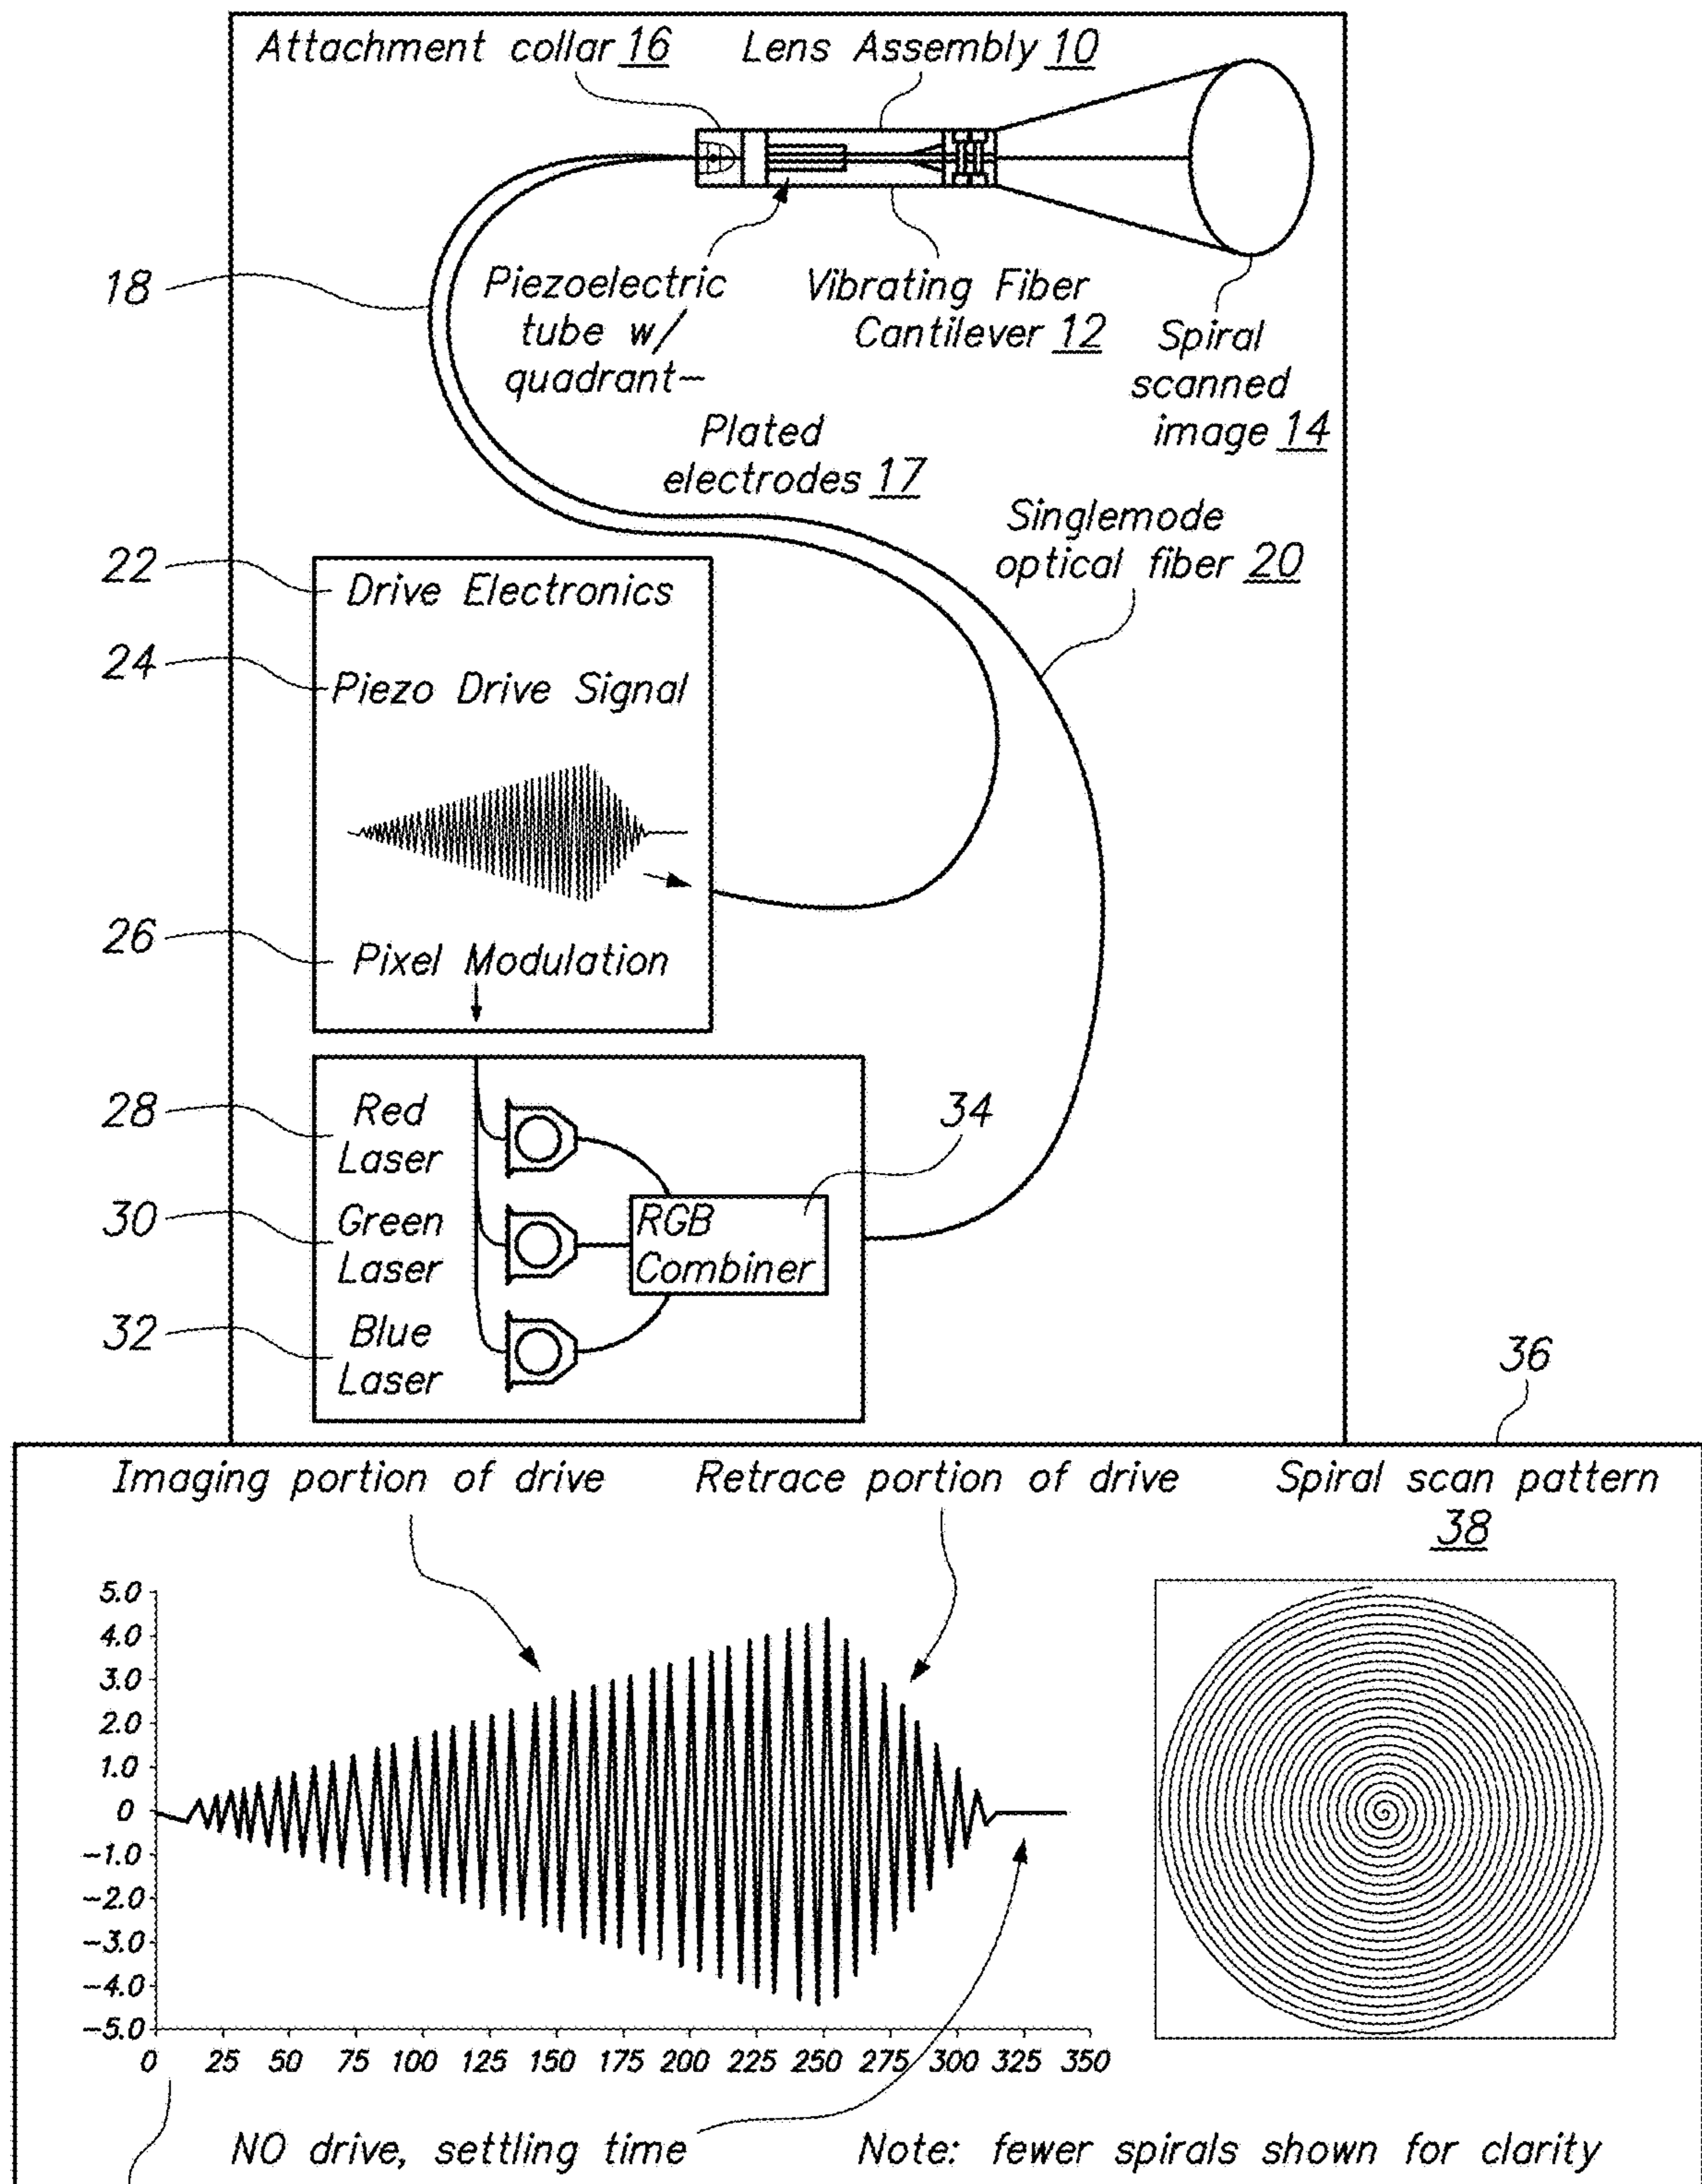 Attachment collar 16 Lens Assembly 10
18
Piezoelectric
tube w/
quadrant-
Vibrating Fiber
Cantilever 12
Spiral
scanned
image 14
Plated
electrodes 17
Singlemode
optical fiber 20
22
Drive Electronics
24
Piezo Drive Signal
26
Pixel Modulation
28
Red
Laser
34
30
Green
Laser
RGB
Combiner
32
Blue
Laser
36
Imaging portion of drive Retrace portion of drive Spiral scan pattern
38
5.0
4.0
3.0
2.0
1.0
0
-1.0
-2.0
-3.0
-4.0
-5.0
0 25 50 75 100 125 150 175 200 225 250 275 300 325 350
NO drive, settling time Note: fewer spirals shown for clarity